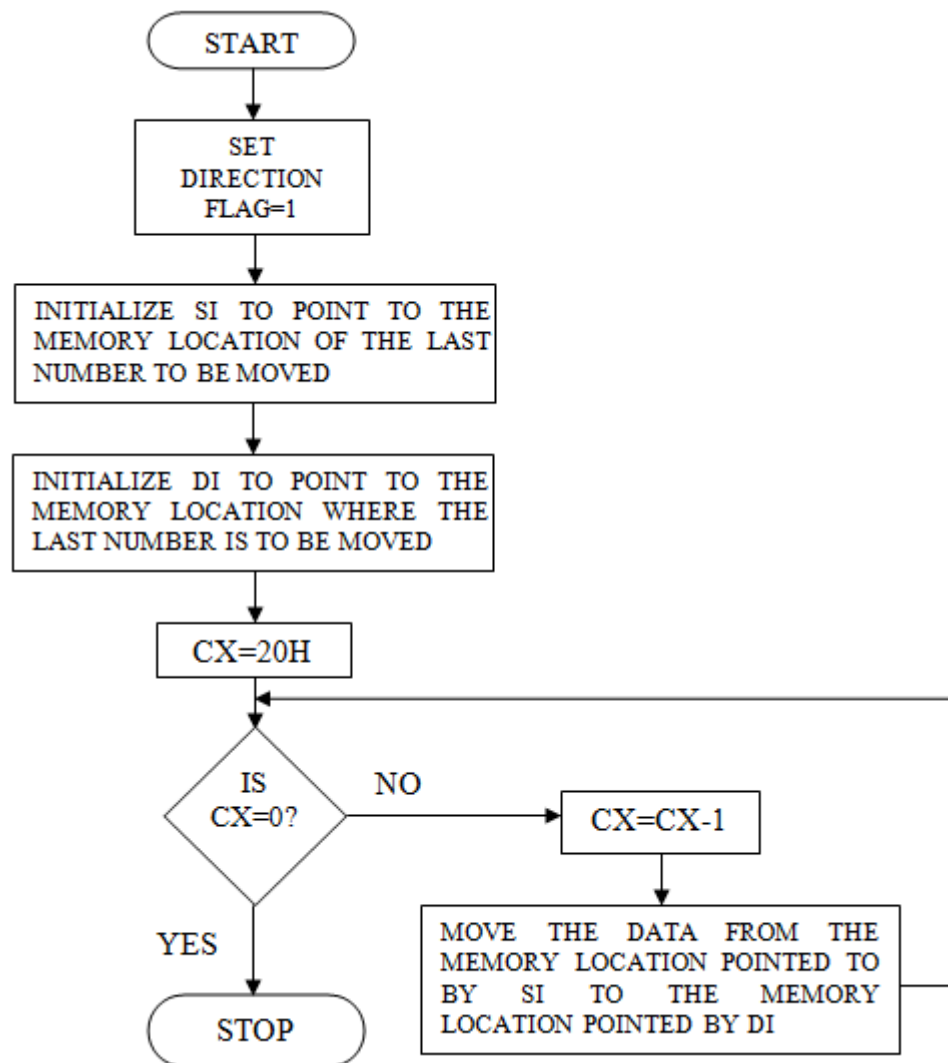 START
SET
DIRECTION
FLAG=1
INITIALIZE SI TO POINT TO THE
MEMORY LOCATION OF THE LAST
NUMBER TO BE MOVED
INITIALIZE DI TO POINT TO THE
MEMORY LOCATION WHERE THE
LAST NUMBER IS TO BE MOVED
CX=20H
IS
CX=0?
NO
CX=CX-1
YES
MOVE THE DATA FROM THE
MEMORY LOCATION POINTED TO
BY SI TO THE MEMORY
LOCATION POINTED BY DI
STOP